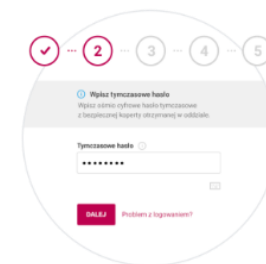 2 3 4 5
Wpisz tymczasowe hasło
Wpisz ośmio cyfrowe hasło tymczasowe
z bezpiecznej koperty otrzymanej w oddziale.
Tymczasowe hasło
DALEJ Problem z logowaniem?